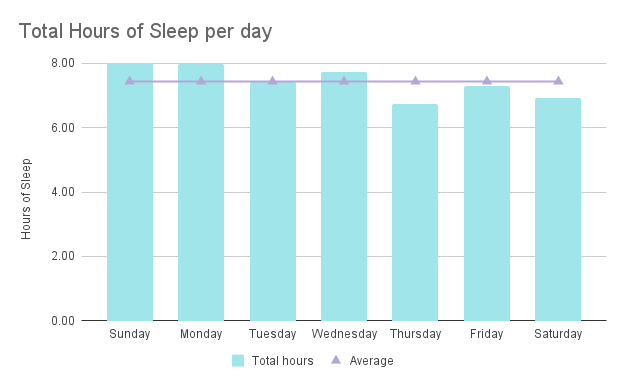 Total Hours of Sleep per day
8.00
6.00
4.00
2.00
0.00
Hours of Sleep
Sunday Monday Tuesday Wednesday Thursday Friday Saturday
Total hours Average